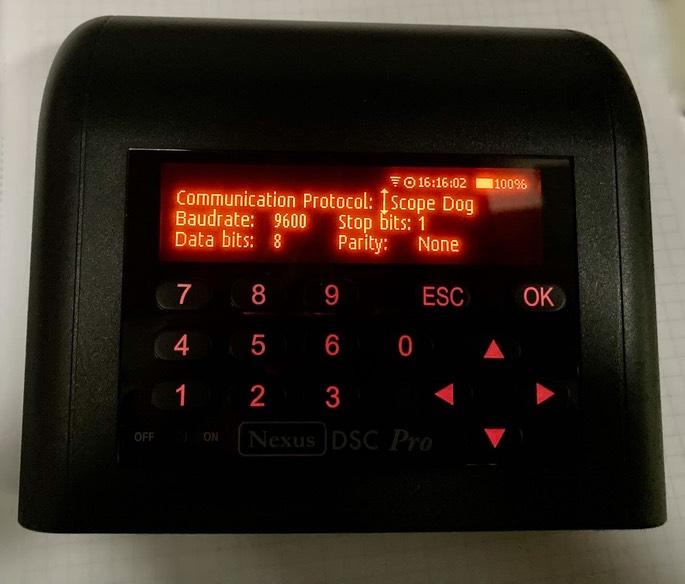 16:16:02 100%
Communication Protocol: Scope Dog
Baudrate: 9600 Stop bits: 1
Data bits: 8 Parity: None
7 8 9 ESC OK
4 5 6 0
1 2 3
OFF ON Nexus DSC Pro